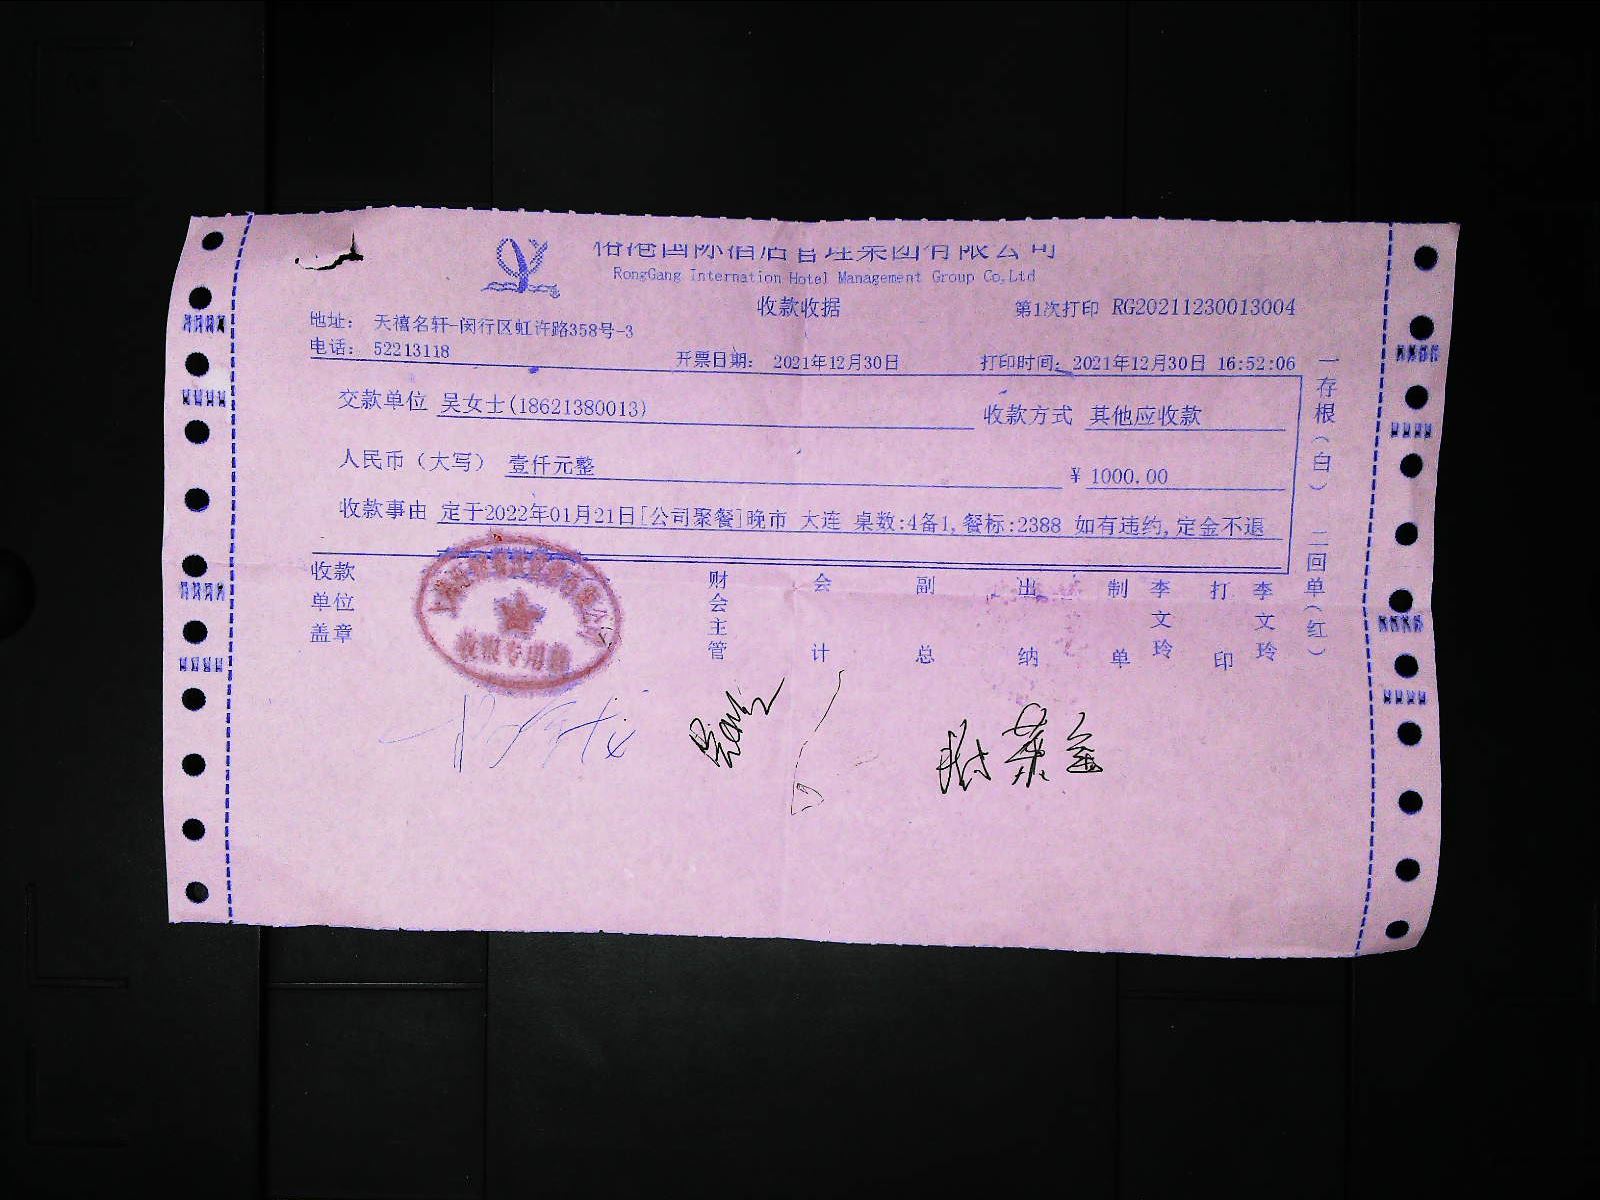 国际酒店管理集团有限公司
RongGang Internation Hotel Management Group Co,Ltd
收款收据
第1次打印 RG20211230013004
地址: 天禧名轩-闵行区虹许路358号-3
电话: 52213118
开票日期: 2021年12月30日
打印时间: 2021年12月30日 16:52:06
交款单位 吴女士(18621380013)
收款方式 其他应收款
人民币(大写) 壹仟元整
¥ 1000.00
收款事由 定于2022年01月21日[公司聚餐]晚市 大连 桌数:4备1,餐标:2388 如有违约,定金不退
一存根(白) 二回单(红)
收款单位盖章
财会主管
会计
副总
出纳
制单
李文玲
打印
李文玲
收银专用章